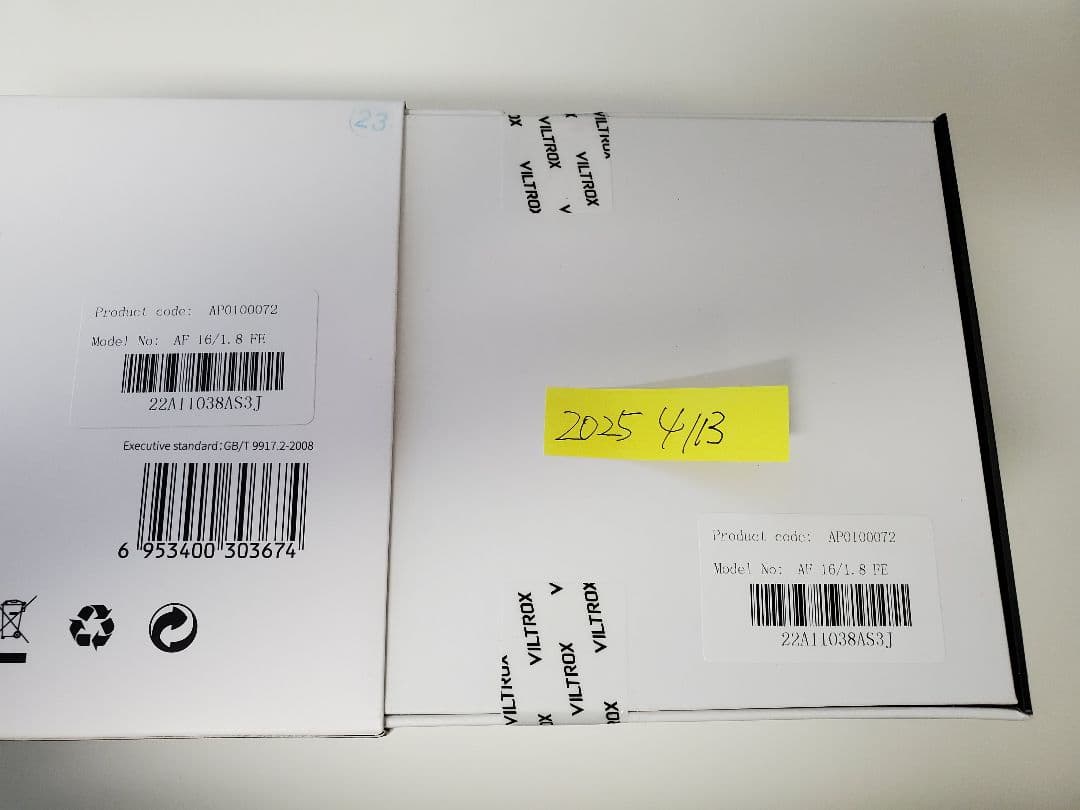 23
Product code: AP0100072
Model No: AF 16/1.8 FE
22A11038AS3J
Executive standard:GB/T 9917.2-2008
6 953400 303674
VILTROX
VILTROX
VILTROX
VILTROX
2025 4/13
Product code: AP0100072
Model No: AF 16/1.8 FE
22A11038AS3J
VILTROX
VILTROX
VILTROX
VILTROX